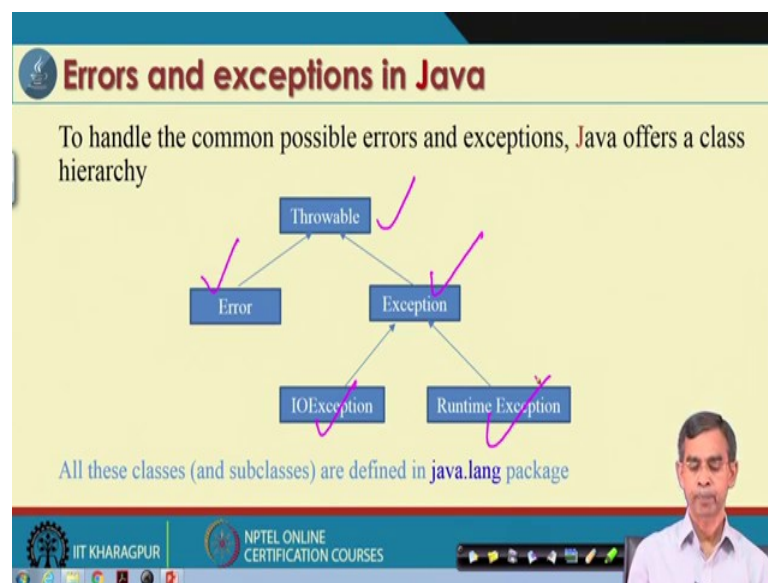 Errors and exceptions in Java
To handle the common possible errors and exceptions, Java offers a class
hierarchy
Throwable
Error
Exception
IOException
Runtime Exception
All these classes (and subclasses) are defined in java.lang package
IIT KHARAGPUR
NPTEL ONLINE
CERTIFICATION COURSES